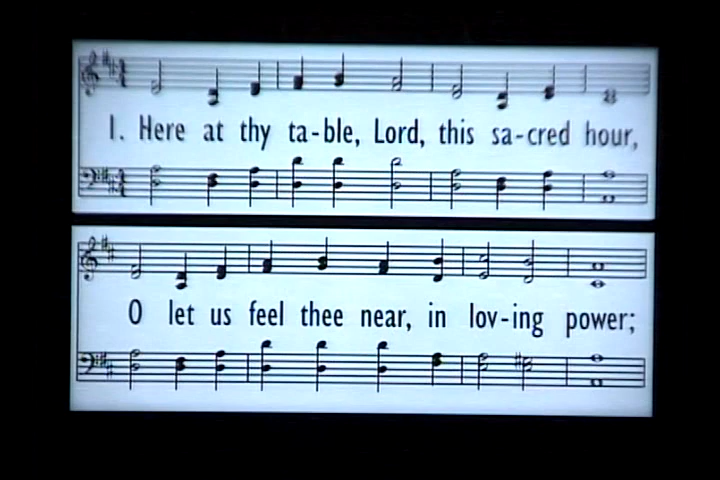 1. Here at thy ta-ble, Lord, this sa-cred hour,
O let us feel thee near, in lov-ing power;